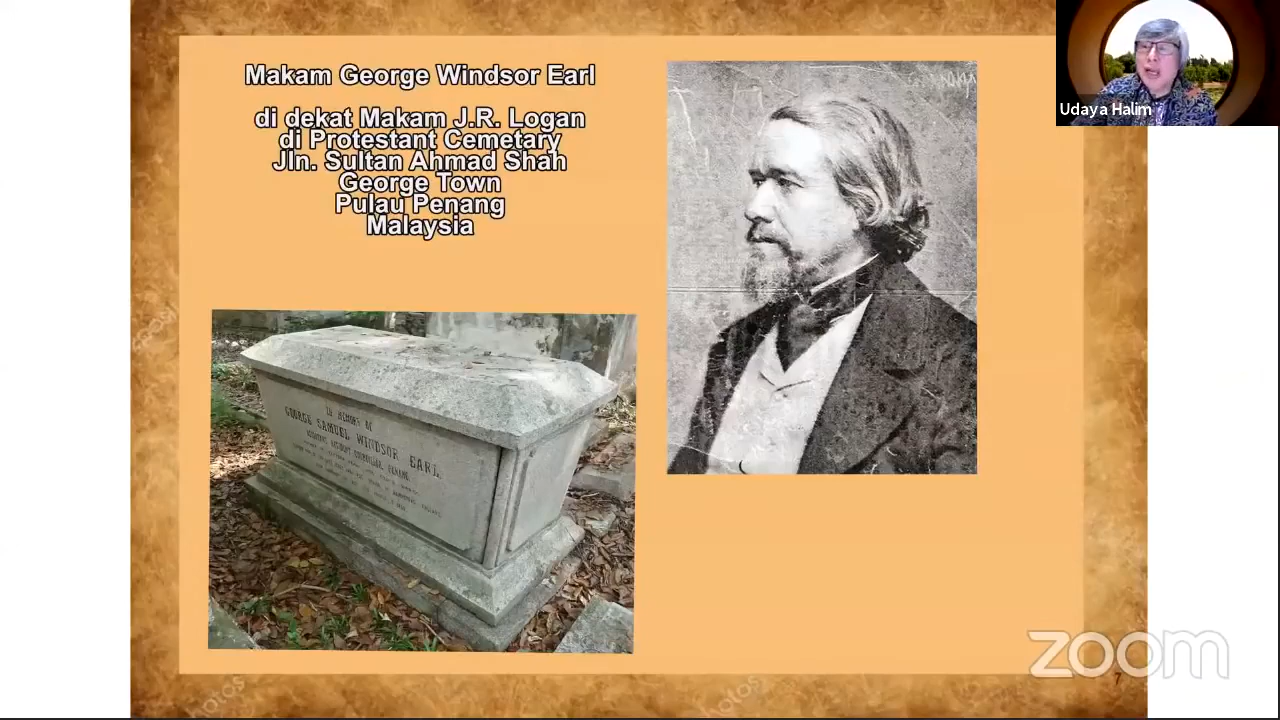 Makam George Windsor Earl
di dekat Makam J.R. Logan
di Protestant Cemetary
Jln. Sultan Ahmad Shah
George Town
Pulau Penang
Malaysia
Udaya Halim
IN MEMORY OF
GEORGE SAMUEL WINDSOR EARL
zoom
7